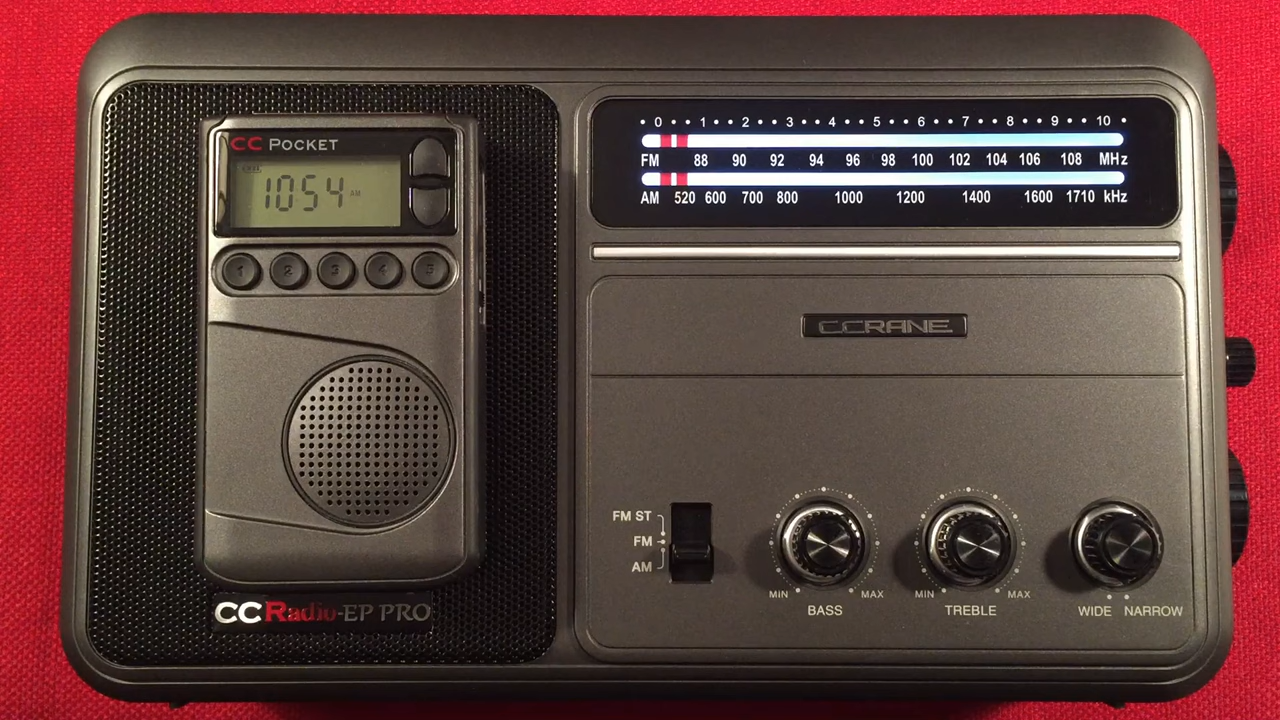 CC POCKET
10:54 AM
1 2 3 4 5
CCRadio-EP PRO
0 1 2 3 4 5 6 7 8 9 10
FM 88 90 92 94 96 98 100 102 104 106 108 MHz
AM 520 600 700 800 1000 1200 1400 1600 1710 kHz
CCRANE
FM ST
FM
AM
MIN MAX
BASS
MIN MAX
TREBLE
WIDE NARROW